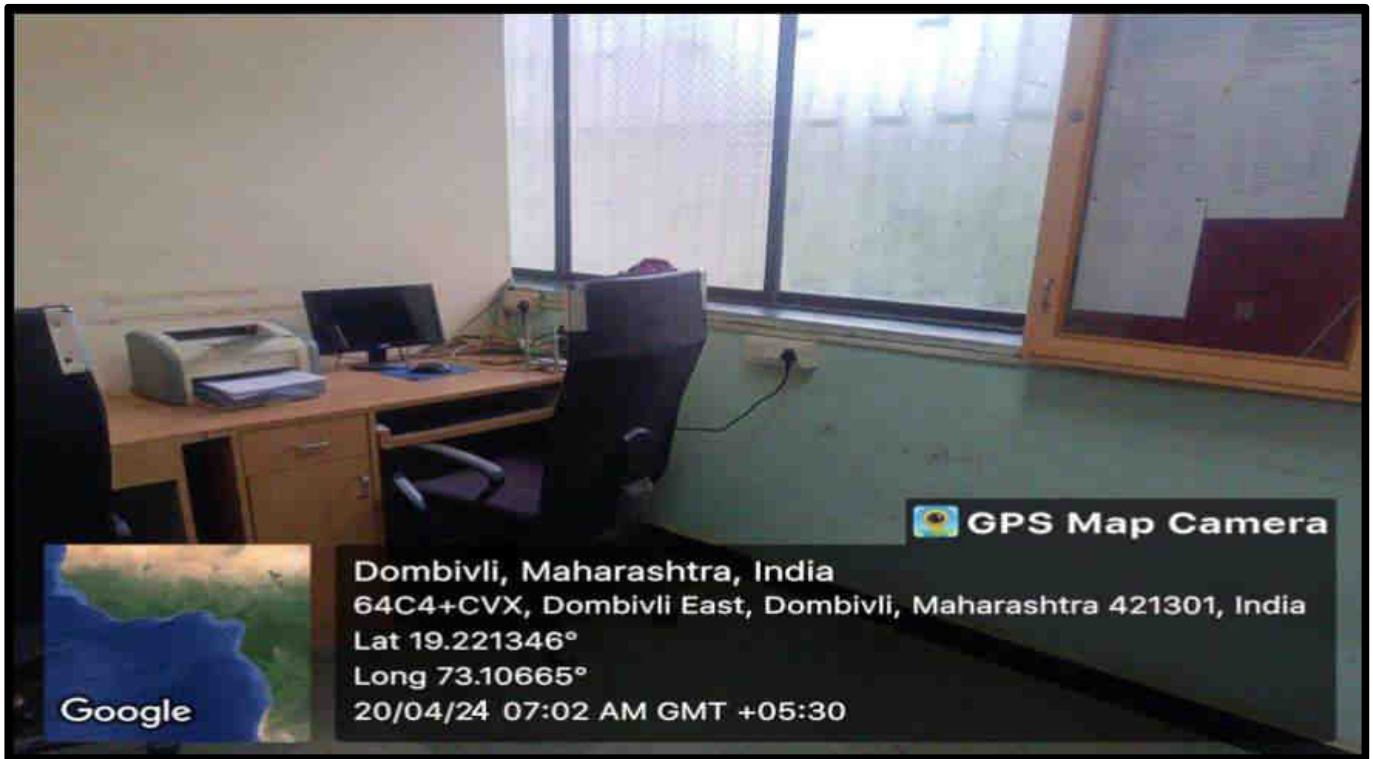 GPS Map Camera
Dombivli, Maharashtra, India
64C4+CVX, Dombivli East, Dombivli, Maharashtra 421301, India
Lat 19.221346°
Long 73.10665°
20/04/24 07:02 AM GMT +05:30
Google